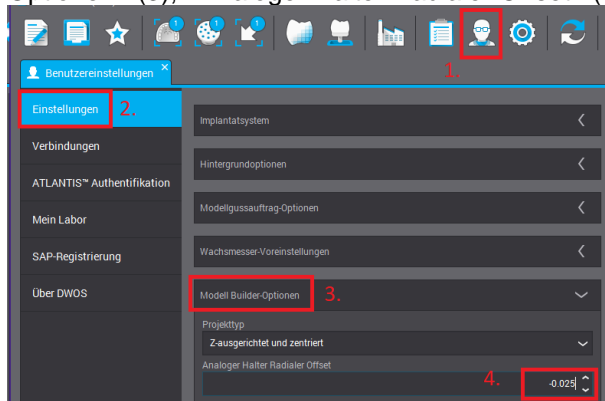 1.
Benutzereinstellungen
Einstellungen 2.
Verbindungen
ATLANTIS™ Authentifikation
Mein Labor
SAP-Registrierung
Über DWOS
Implantatsystem
Hintergrundoptionen
Modellgussauftrag-Optionen
Wachsmesser-Voreinstellungen
Modell Builder-Optionen 3.
Projekttyp
Z-ausgerichtet und zentriert
Analoger Halter Radialer Offset
4. -0.025